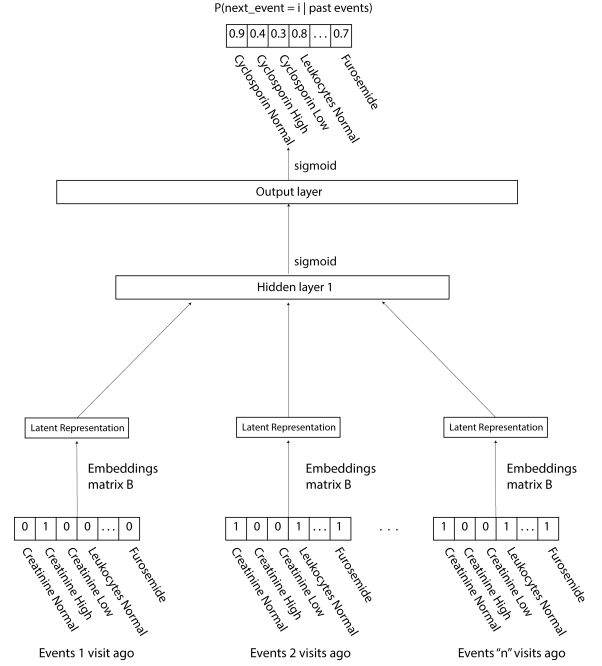 P(next_event = i | past events)
0.9 0.4 0.3 0.8 ... 0.7
Cyclosporin Normal
Cyclosporin High
Cyclosporin Low
Leukocytes Normal
Furosemide
sigmoid
Output layer
sigmoid
Hidden layer 1
Latent Representation
Latent Representation
Latent Representation
Embeddings
matrix B
Embeddings
matrix B
Embeddings
matrix B
0 1 0 0 ... 0
1 0 0 1 ... 1
. . .
1 0 0 1 ... 1
Creatinine Normal
Creatinine High
Creatinine Low
Leukocytes Normal
Furosemide
Creatinine Normal
Creatinine High
Creatinine Low
Leukocytes Normal
Furosemide
Creatinine Normal
Creatinine High
Creatinine Low
Leukocytes Normal
Furosemide
Events 1 visit ago
Events 2 visits ago
Events “n” visits ago